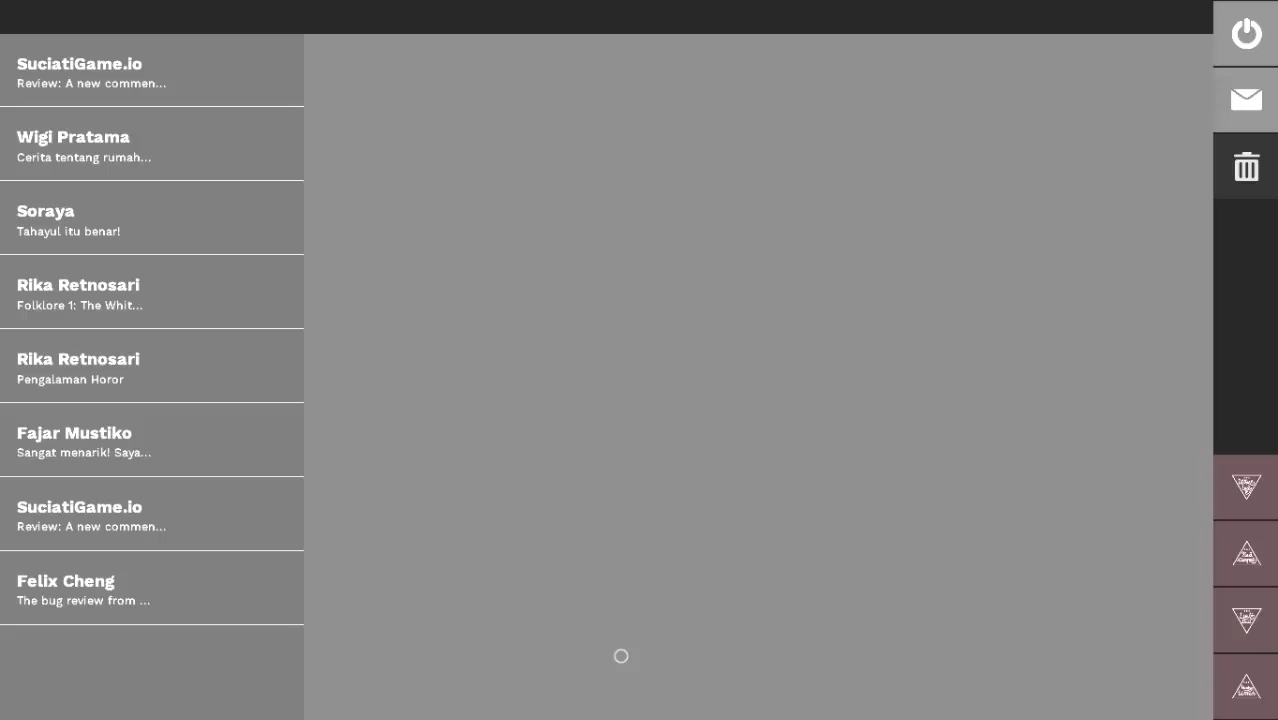 SuciatiGame.io
Review: A new commen...
Wigi Pratama
Cerita tentang rumah...
Soraya
Tahayul itu benar!
Rika Retnosari
Folklore 1: The Whit...
Rika Retnosari
Pengalaman Horor
Fajar Mustiko
Sangat menarik! Saya...
SuciatiGame.io
Review: A new commen...
Felix Cheng
The bug review from ...